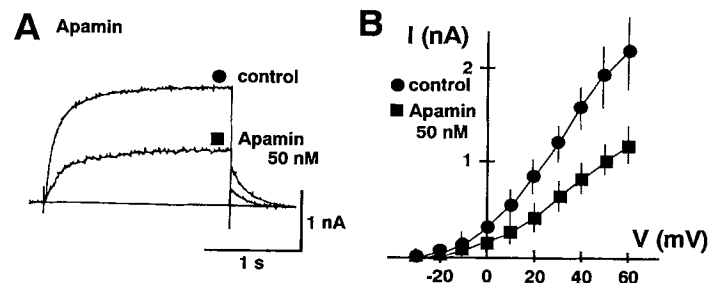 A Apamin
control
Apamin
50 nM
1 nA
1 s
B I (nA)
2
control
Apamin
50 nM
1
V (mV)
-20 0 20 40 60